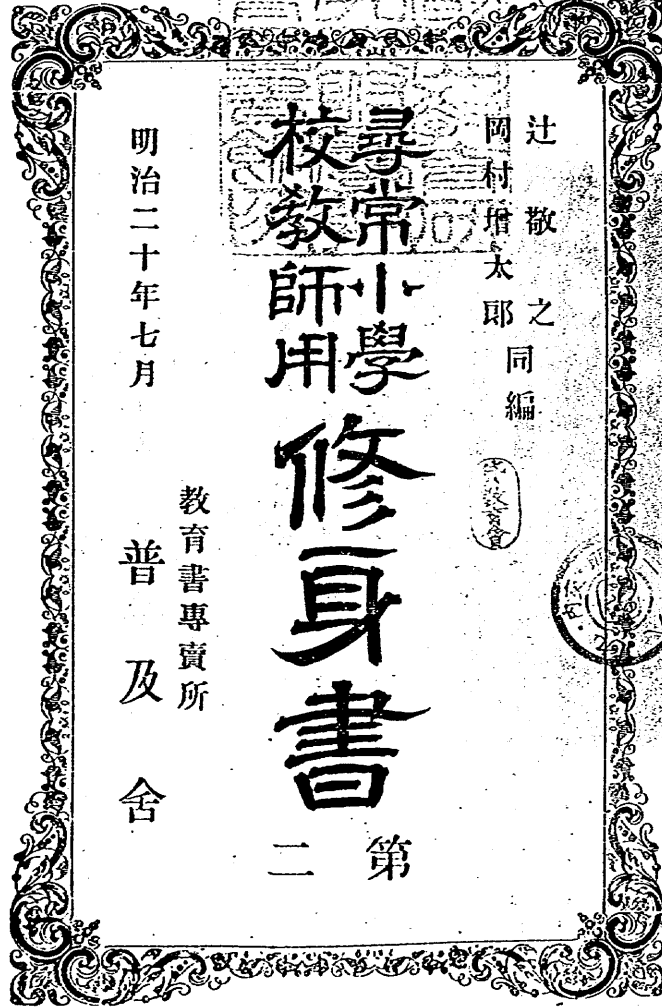 辻敬之
岡村增太郎
同編
尋常小學
校教師用
修身書
第二
教育書專賣所
普及舍
明治二十年七月